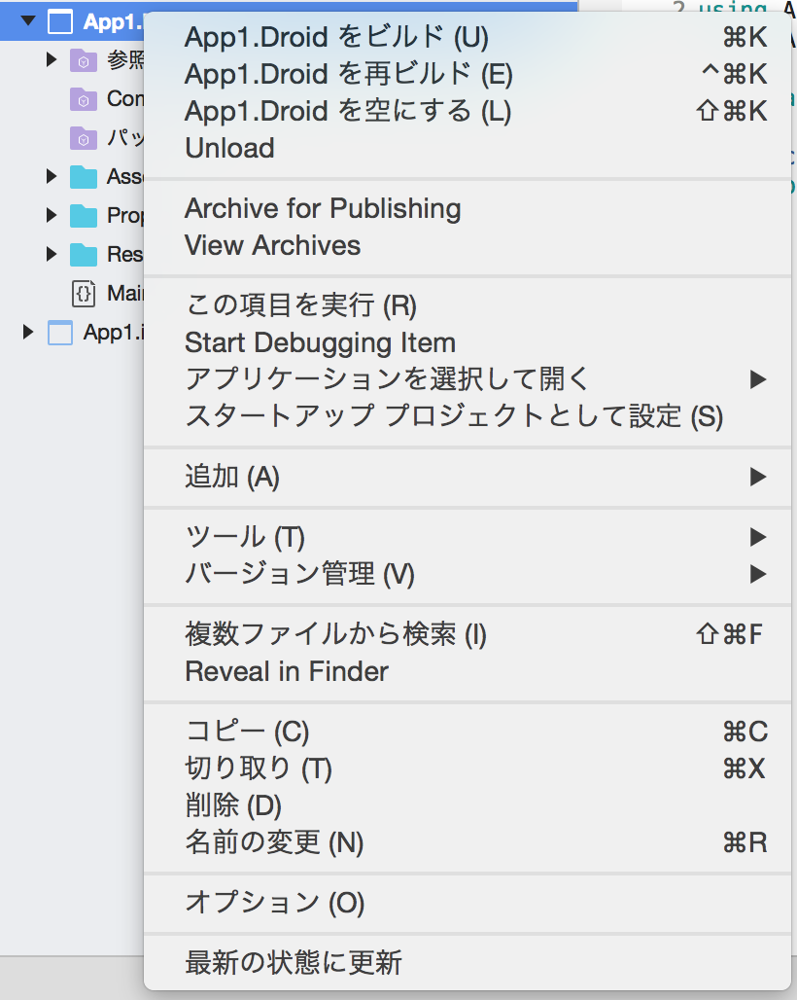 App1.
参照
Con
パッ
Asse
Prop
Res
Mair
App1.i
2 using A
App1.Droid をビルド (U) ⌘K
App1.Droid を再ビルド (E) ^⌘K
App1.Droid を空にする (L) ⇧⌘K
Unload
Archive for Publishing
View Archives
この項目を実行 (R)
Start Debugging Item
アプリケーションを選択して開く
スタートアップ プロジェクトとして設定 (S)
追加 (A)
ツール (T)
バージョン管理 (V)
複数ファイルから検索 (I) ⇧⌘F
Reveal in Finder
コピー (C) ⌘C
切り取り (T) ⌘X
削除 (D)
名前の変更 (N) ⌘R
オプション (O)
最新の状態に更新